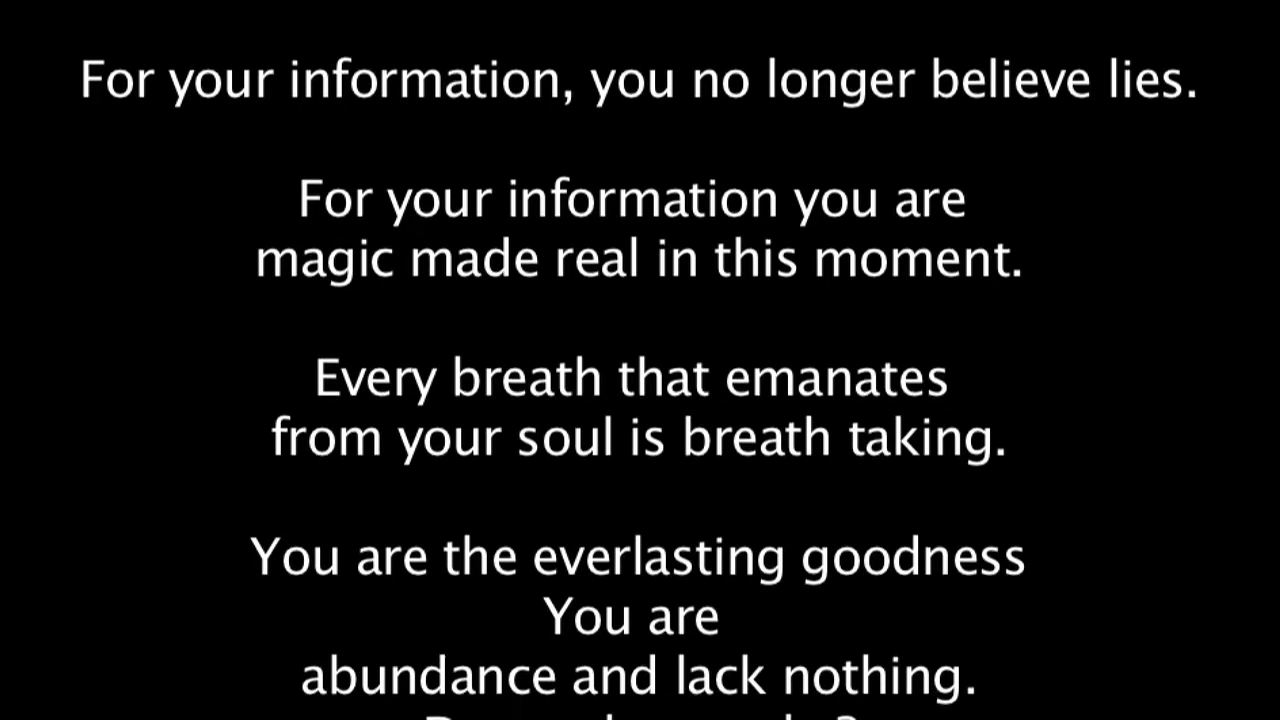 For your information, you no longer believe lies.
For your information you are
magic made real in this moment.
Every breath that emanates
from your soul is breath taking.
You are the everlasting goodness
You are
abundance and lack nothing.